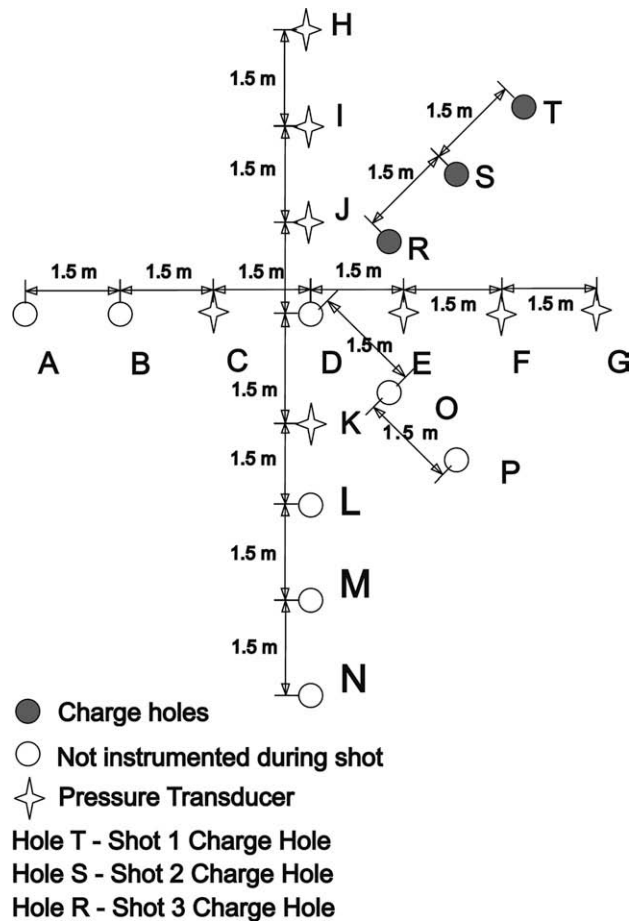 H
1.5 m
1.5 m
T
I
1.5 m
1.5 m
S
J
R
1.5 m
1.5 m
1.5 m
1.5 m
1.5 m
1.5 m
1.5 m
A
B
C
D
1.5 m
E
F
G
1.5 m
K
O
1.5 m
P
1.5 m
L
1.5 m
M
1.5 m
N
Charge holes
Not instrumented during shot
Pressure Transducer
Hole T - Shot 1 Charge Hole
Hole S - Shot 2 Charge Hole
Hole R - Shot 3 Charge Hole